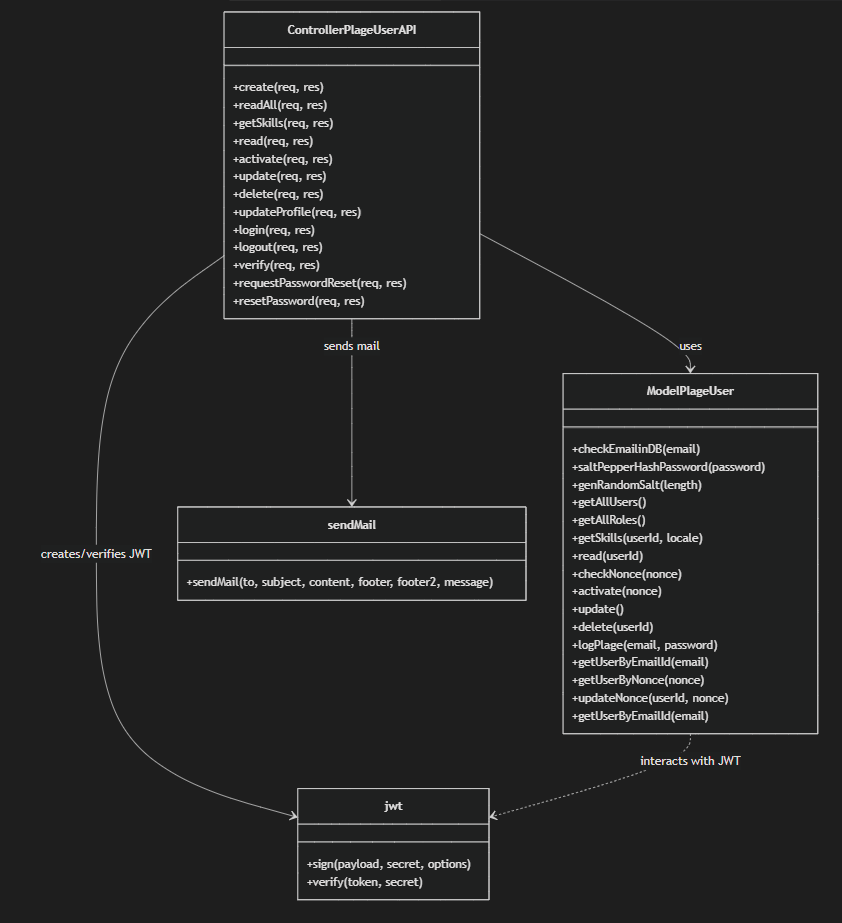 ControllerPlageUserAPI
+create(req, res)
+readAll(req, res)
+getSkills(req, res)
+read(req, res)
+activate(req, res)
+update(req, res)
+delete(req, res)
+updateProfile(req, res)
+login(req, res)
+logout(req, res)
+verify(req, res)
+requestPasswordReset(req, res)
+resetPassword(req, res)
sends mail
uses
ModelPlageUser
+checkEmailinDB(email)
+saltPepperHashPassword(password)
+genRandomSalt(length)
+getAllUsers()
+getAllRoles()
+getSkills(userId, locale)
+read(userId)
+checkNonce(nonce)
+activate(nonce)
+update()
+delete(userId)
+logPlage(email, password)
+getUserByEmailId(email)
+getUserByNonce(nonce)
+updateNonce(userId, nonce)
+getUserByEmailId(email)
sendMail
+sendMail(to, subject, content, footer, footer2, message)
creates/verifies JWT
interacts with JWT
jwt
+sign(payload, secret, options)
+verify(token, secret)